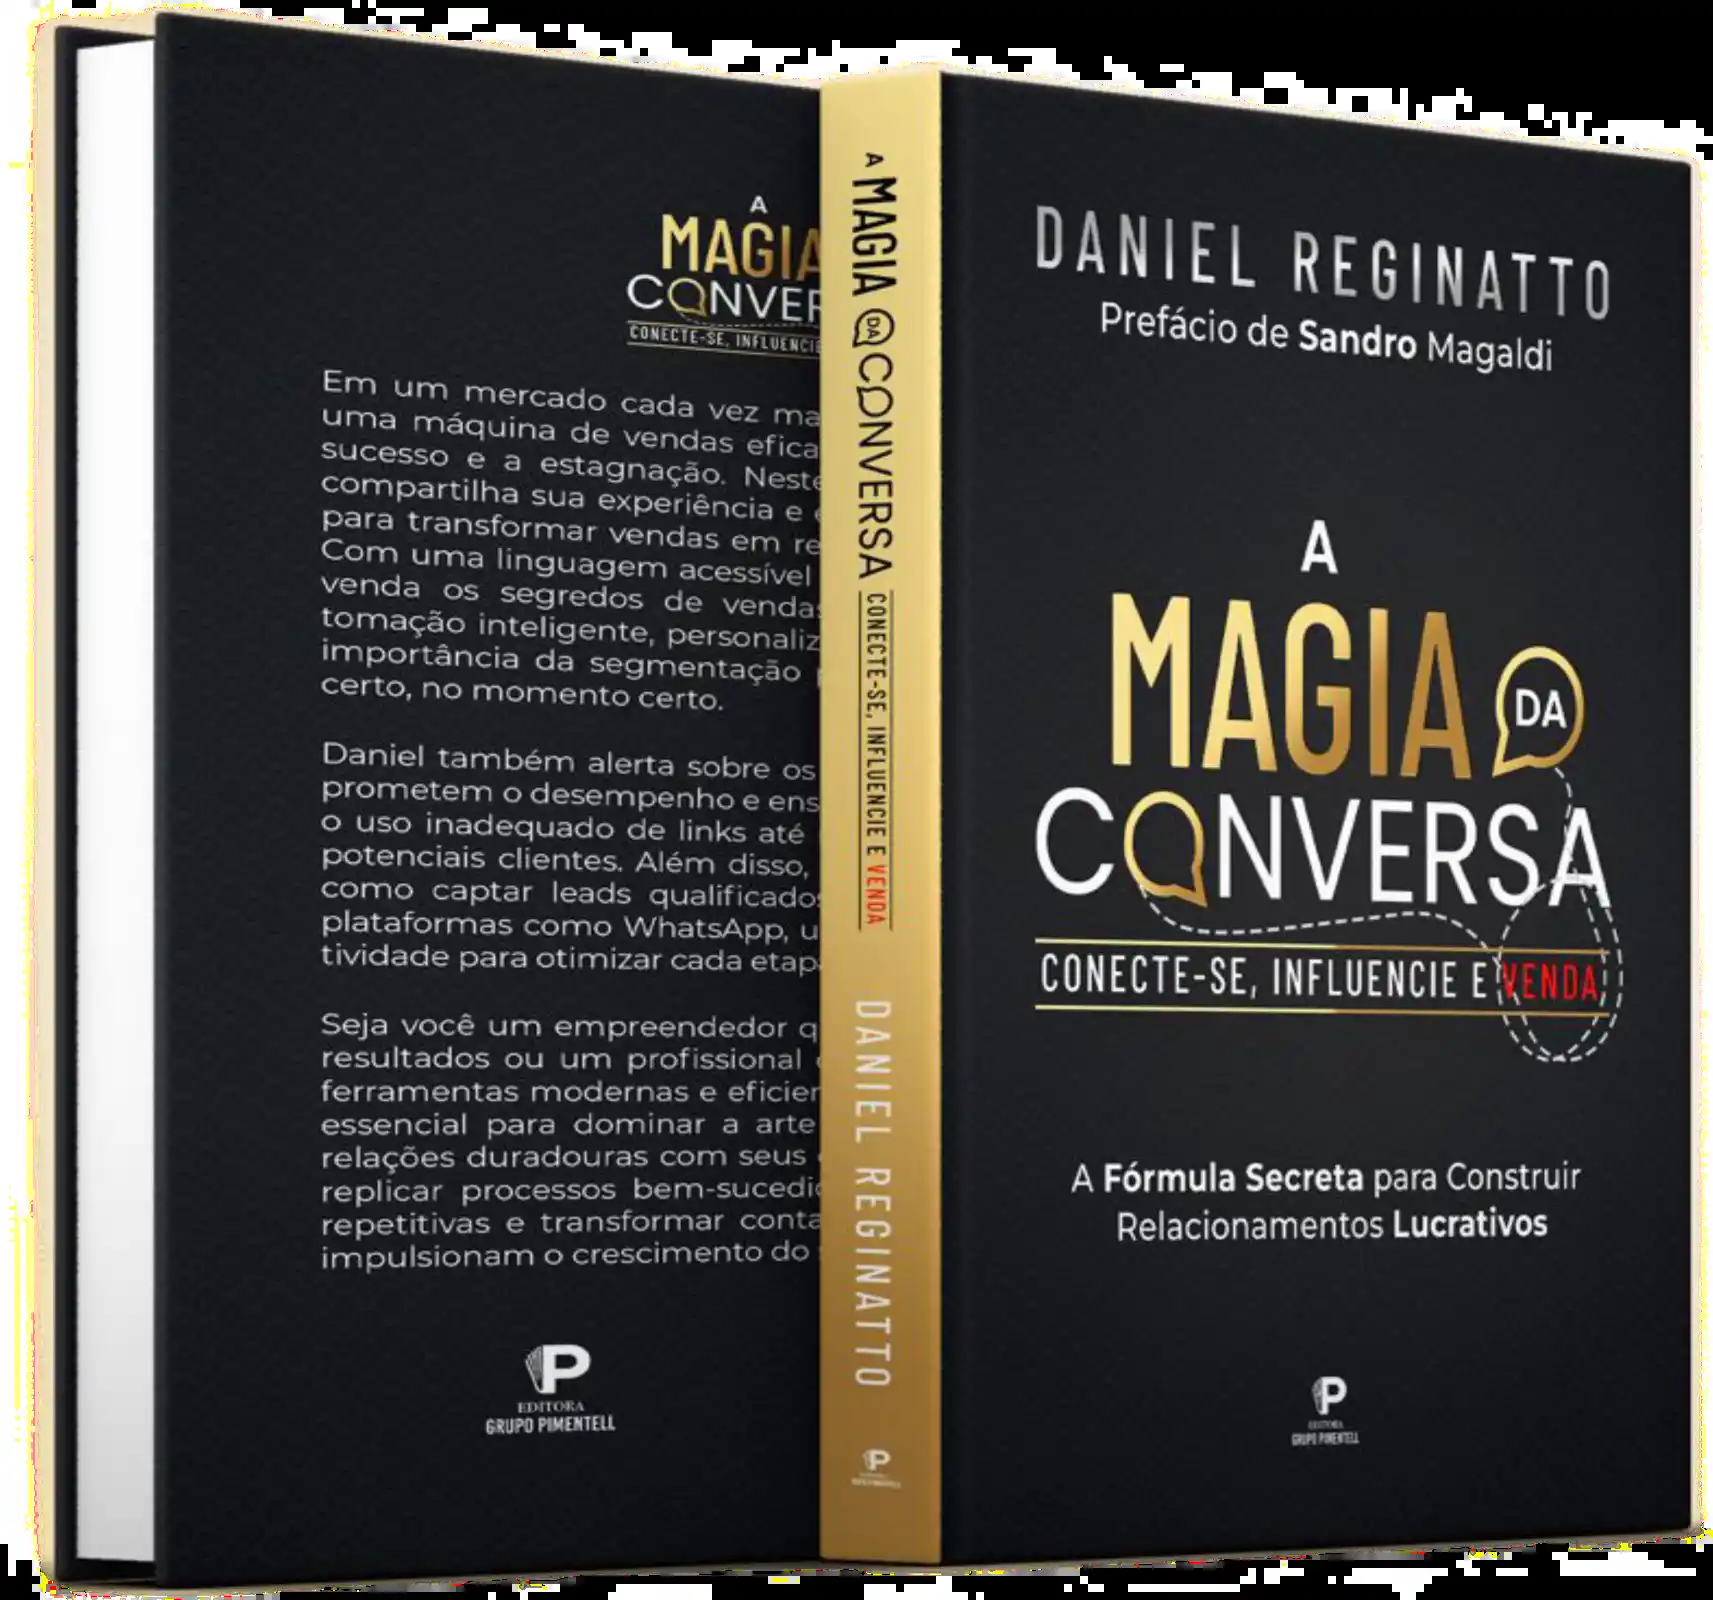 A
MAGIA
CONVER
CONECTE-SE, INFLUENCIE
Em um mercado cada vez ma
uma máquina de vendas efica
sucesso e a estagnação. Neste
compartilha sua experiência e
para transformar vendas em re
Com uma linguagem acessível
venda os segredos de vendas
tomação inteligente, personaliz
importância da segmentação
certo, no momento certo.
Daniel também alerta sobre os
prometem o desempenho e ens
o uso inadequado de links até
potenciais clientes. Além disso,
como captar leads qualificados
plataformas como WhatsApp, u
tividade para otimizar cada etap
Seja você um empreendedor q
resultados ou um profissional
ferramentas modernas e eficien
essencial para dominar a arte
relações duradouras com seus
replicar processos bem-sucedid
repetitivas e transformar conta
impulsionam o crescimento do
P
EDITORA
GRUPO PIMENTELL
A MAGIA DA CONVERSA
CONECTE-SE, INFLUENCIE E VENDA
DANIEL REGINATTO
P
DANIEL REGINATTO
Prefácio de Sandro Magaldi
A
MAGIA DA
CONVERSA
CONECTE-SE, INFLUENCIE E VENDA
A Fórmula Secreta para Construir
Relacionamentos Lucrativos
P
EDITORA
GRUPO PIMENTELL